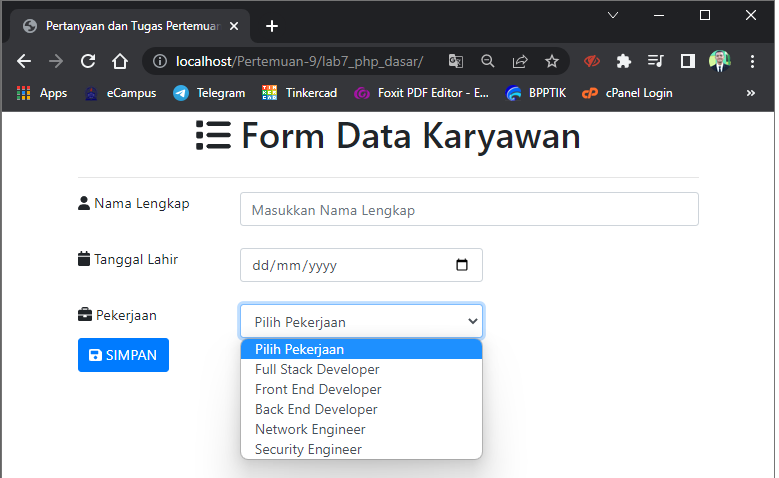 Pertanyaan dan Tugas Pertemuan
localhost/Pertemuan-9/lab7_php_dasar/
Apps eCampus Telegram TINKERCAD Tinkercad Foxit PDF Editor - E... BPPTIK cP cPanel Login »
Form Data Karyawan
Nama Lengkap Masukkan Nama Lengkap
Tanggal Lahir dd/mm/yyyy
Pekerjaan Pilih Pekerjaan
SIMPAN
Pilih Pekerjaan
Full Stack Developer
Front End Developer
Back End Developer
Network Engineer
Security Engineer